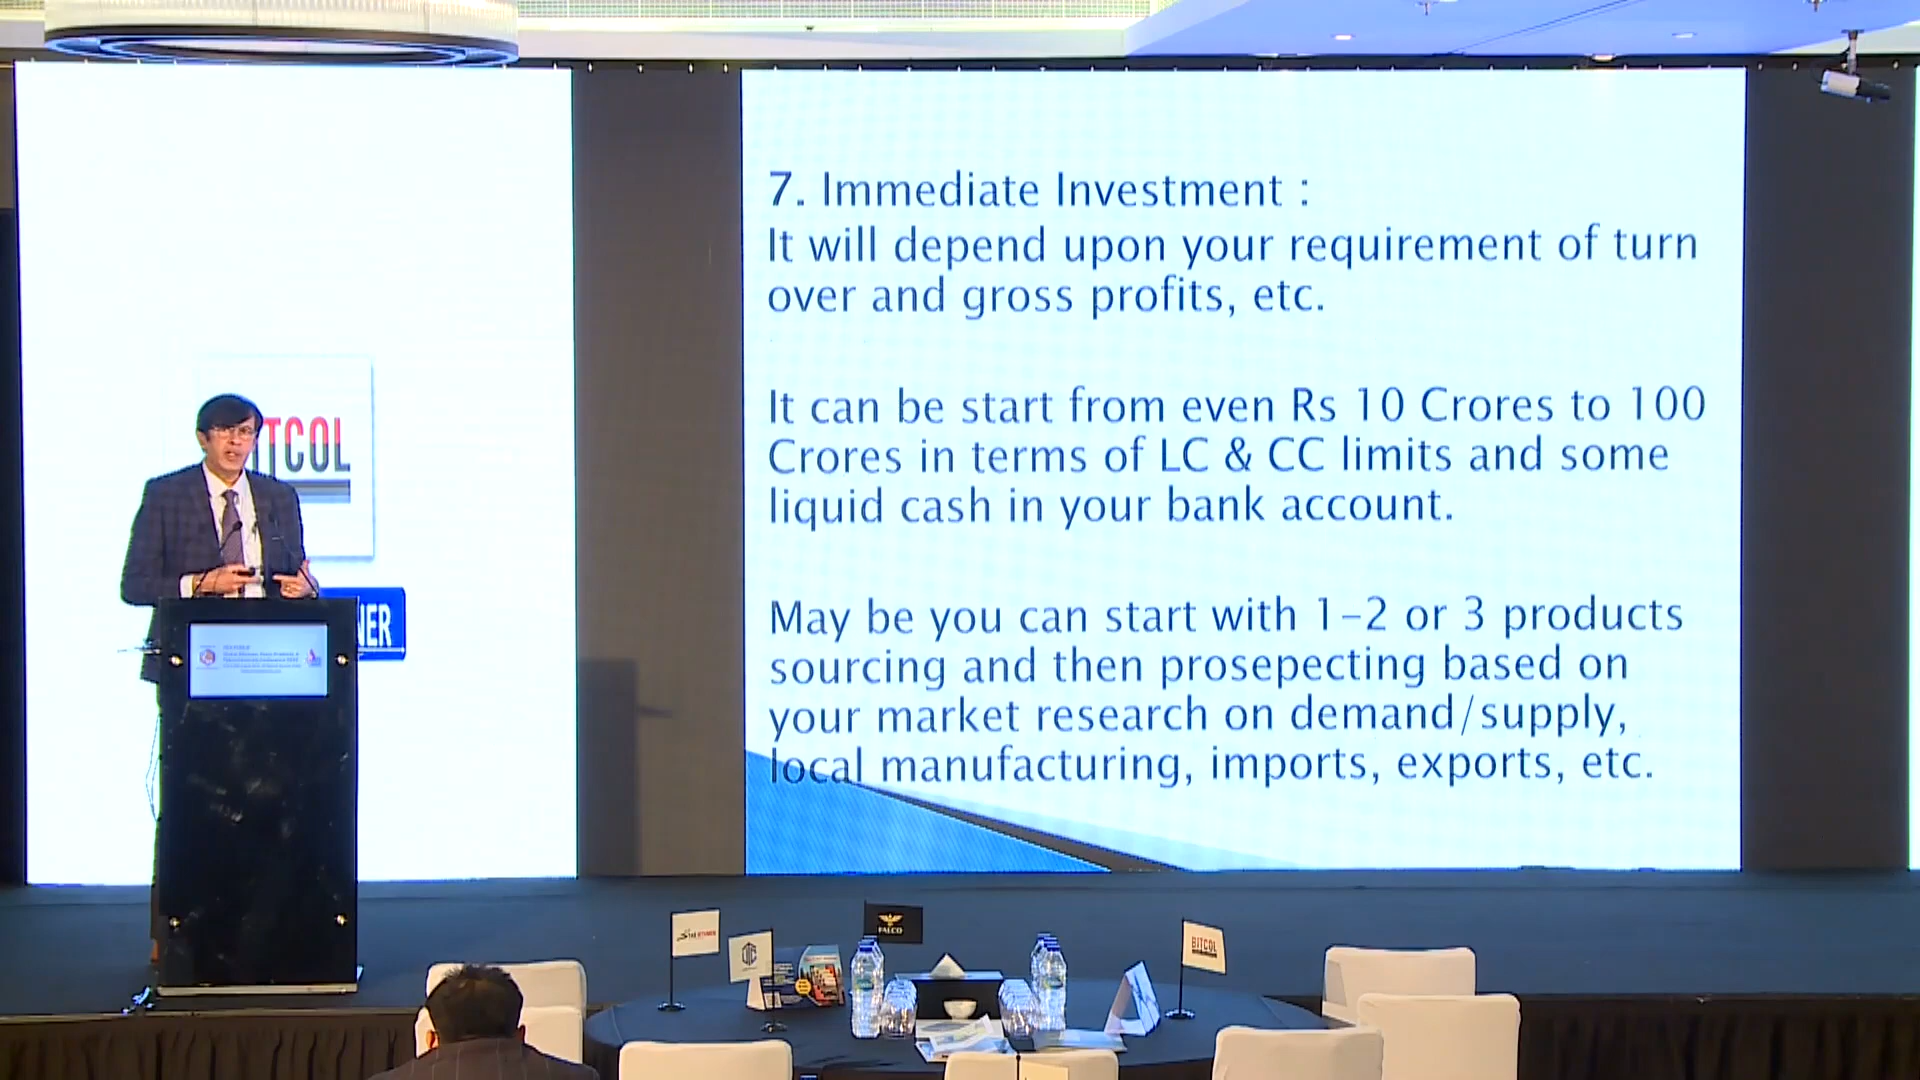 7. Immediate Investment :
It will depend upon your requirement of turn
over and gross profits, etc.
It can be start from even Rs 10 Crores to 100
Crores in terms of LC & CC limits and some
liquid cash in your bank account.
May be you can start with 1-2 or 3 products
sourcing and then prosepecting based on
your market research on demand/supply,
local manufacturing, imports, exports, etc.
TCOL
NER
FALCO
BITCOL